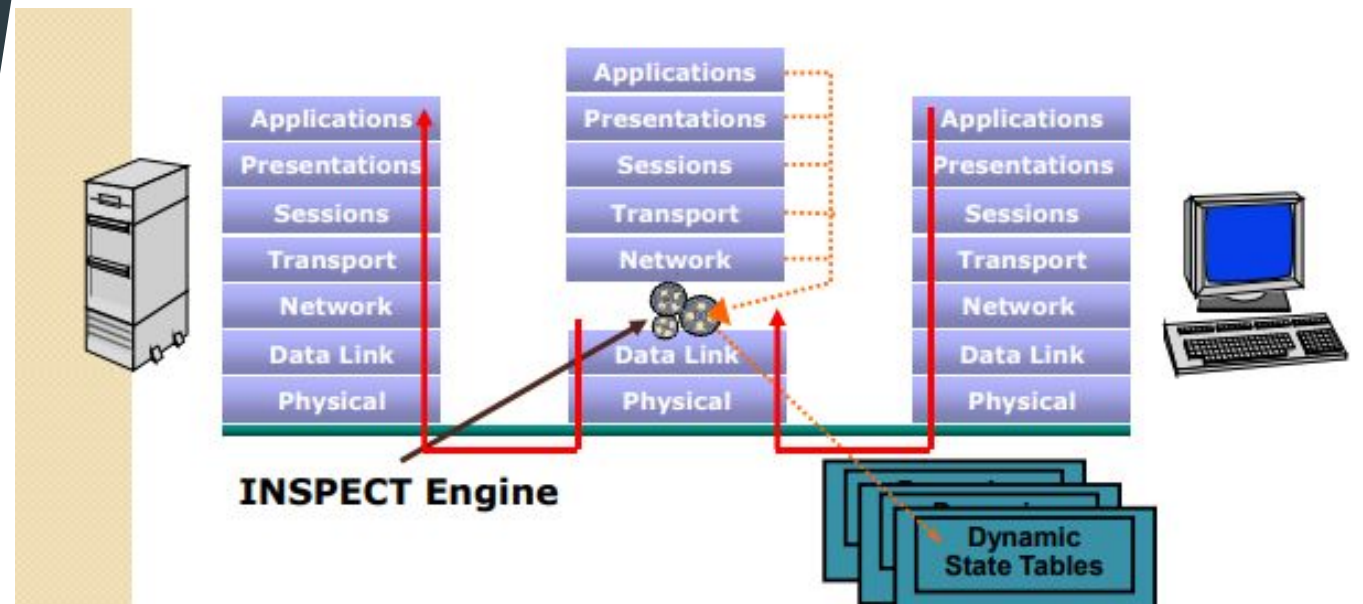 Applications
Presentations
Sessions
Transport
Network
Data Link
Physical
Applications
Presentations
Sessions
Transport
Network
Data Link
Physical
Applications
Presentations
Sessions
Transport
Network
Data Link
Physical
INSPECT Engine
Dynamic
State Tables